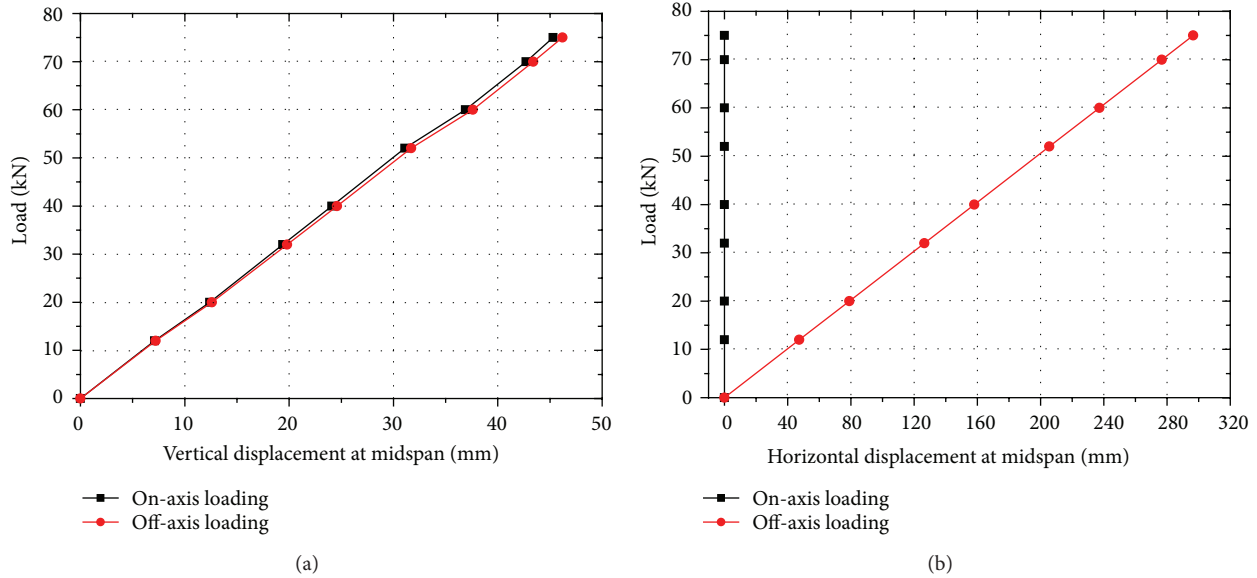 80
70
60
50
40
30
20
10
0
Load (kN)
0 10 20 30 40 50
Vertical displacement at midspan (mm)
On-axis loading
Off-axis loading
(a)
80
70
60
50
40
30
20
10
0
Load (kN)
0 40 80 120 160 200 240 280 320
Horizontal displacement at midspan (mm)
On-axis loading
Off-axis loading
(b)